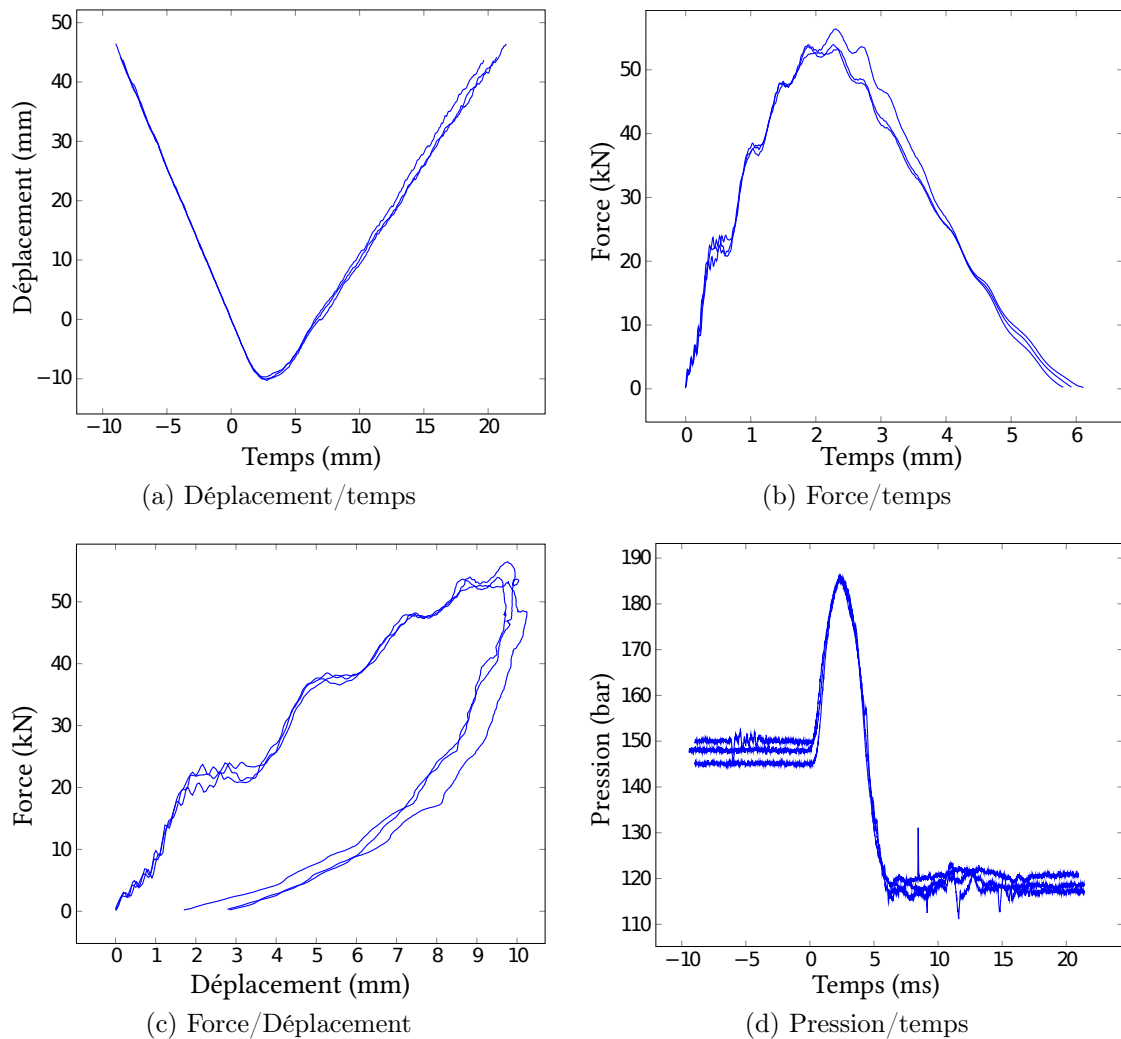 50
40
30
20
10
0
−10
Déplacement (mm)
−10 −5 0 5 10 15 20
Temps (mm)
(a) Déplacement/temps
50
40
30
20
10
0
Force (kN)
0 1 2 3 4 5 6
Temps (mm)
(b) Force/temps
50
40
30
20
10
0
Force (kN)
0 1 2 3 4 5 6 7 8 9 10
Déplacement (mm)
(c) Force/Déplacement
190
180
170
160
150
140
130
120
110
Pression (bar)
−10 −5 0 5 10 15 20
Temps (ms)
(d) Pression/temps